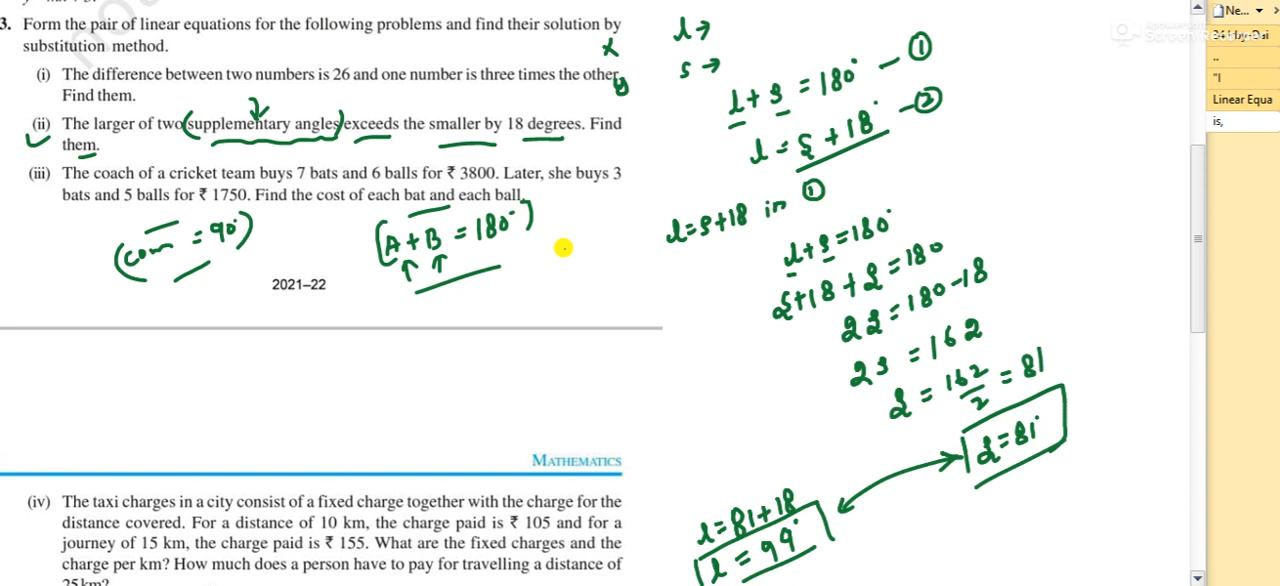 3. Form the pair of linear equations for the following problems and find their solution by
substitution method.
x
(i) The difference between two numbers is 26 and one number is three times the other.
y
Find them.
(ii) The larger of two (supplementary angles) exceeds the smaller by 18 degrees. Find
them.
(iii) The coach of a cricket team buys 7 bats and 6 balls for ₹ 3800. Later, she buys 3
bats and 5 balls for ₹ 1750. Find the cost of each bat and each ball.
(com = 90°)
(A + B = 180°)
2021–22
MATHEMATICS
(iv) The taxi charges in a city consist of a fixed charge together with the charge for the
distance covered. For a distance of 10 km, the charge paid is ₹ 105 and for a
journey of 15 km, the charge paid is ₹ 155. What are the fixed charges and the
charge per km? How much does a person have to pay for travelling a distance of
25 km?
l →
s →
l + s = 180° – ①
l = s + 18° – ②
l = s + 18 in ①
l + s = 180°
s + 18 + s = 180
2s = 180 - 18
2s = 162
s = 162/2 = 81
s = 81°
l = 81 + 18
l = 99°
Ne...
..
"l
Linear Equa
is,